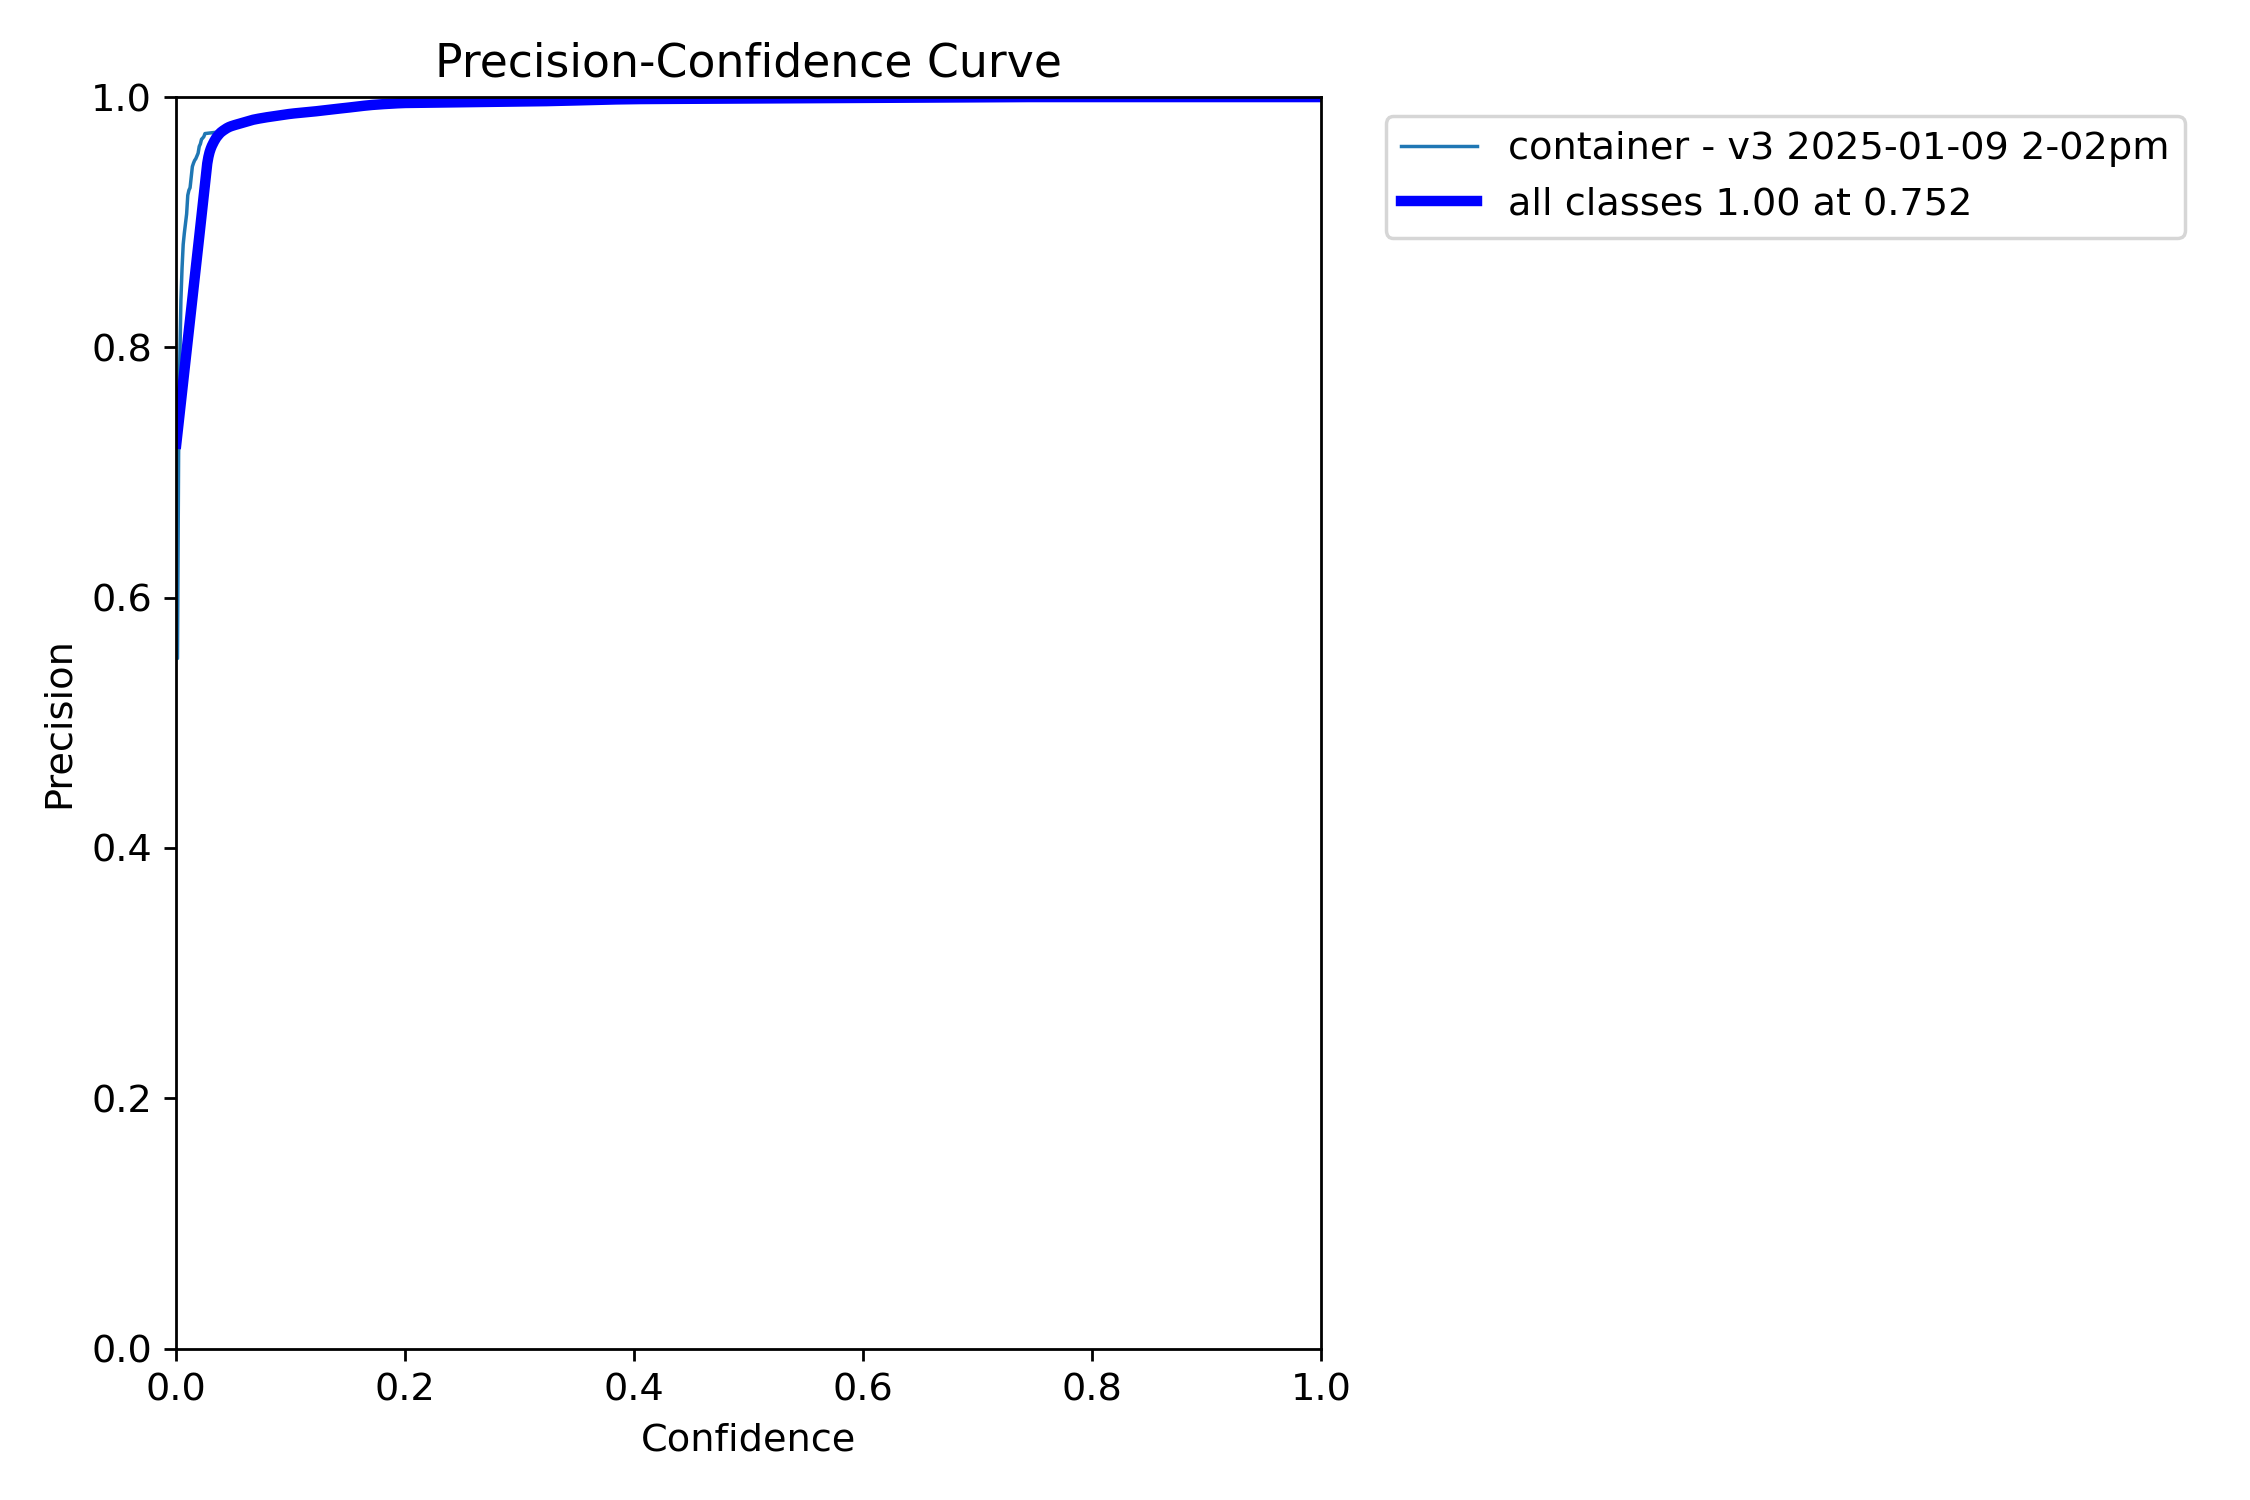 Precision-Confidence Curve
1.0
0.8
0.6
0.4
0.2
0.0
Precision
0.0 0.2 0.4 0.6 0.8 1.0
Confidence
container - v3 2025-01-09 2-02pm
all classes 1.00 at 0.752